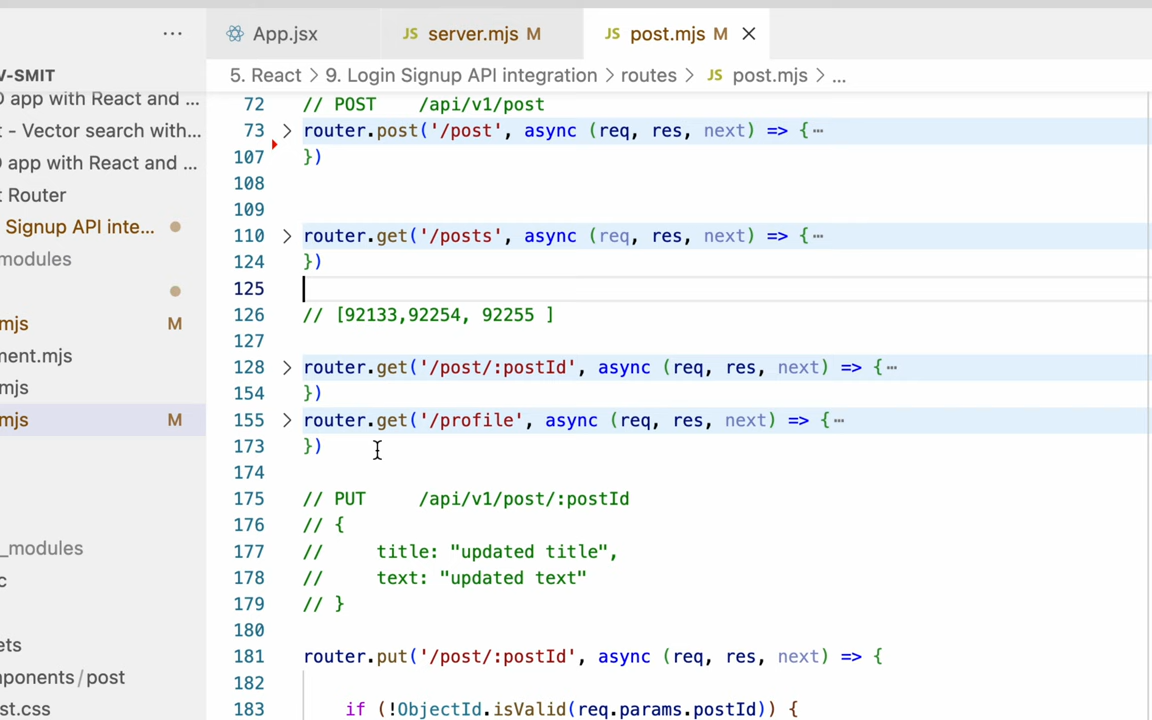 App.jsx JS server.mjs M JS post.mjs M
V-SMIT
5. React > 9. Login Signup API integration > routes > JS post.mjs > ...
app with React and ...
72 // POST /api/v1/post
- Vector search with...
73 router.post('/post', async (req, res, next) => {…
107 })
app with React and ...
108
Router
109
Signup API inte...
110 router.get('/posts', async (req, res, next) => {…
modules
124 })
125
mjs M
126 // [92133,92254, 92255 ]
127
ment.mjs
128 router.get('/post/:postId', async (req, res, next) => {…
mjs
154 })
mjs M
155 router.get('/profile', async (req, res, next) => {…
173 })
174
175 // PUT /api/v1/post/:postId
176 // {
_modules
177 // title: "updated title",
c
178 // text: "updated text"
179 // }
180
ets
181 router.put('/post/:postId', async (req, res, next) => {
ponents/post
182
st.css
183 if (!ObjectId.isValid(req.params.postId)) {